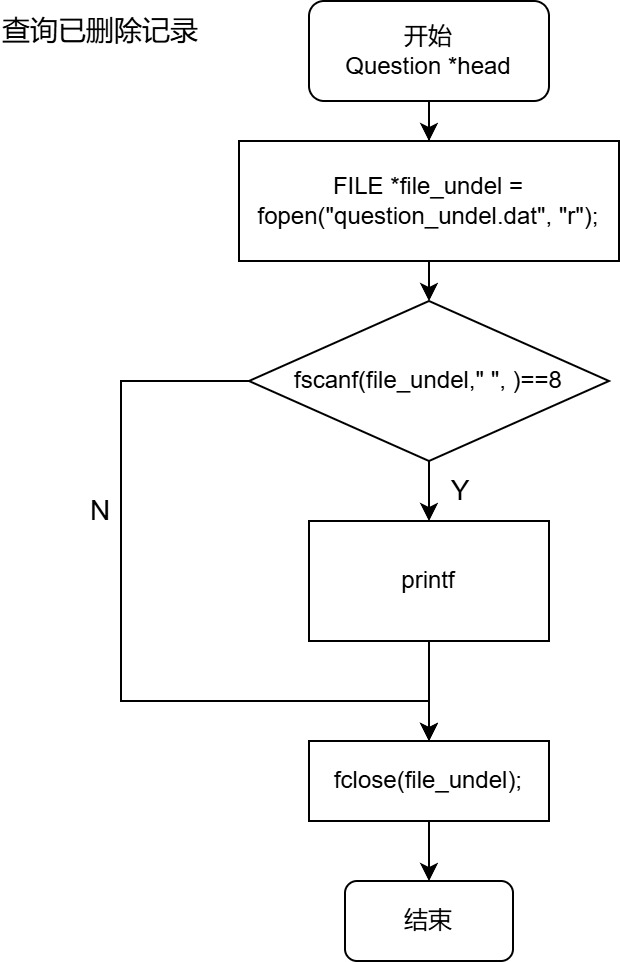 查询已删除记录
开始
Question *head
FILE *file_undel =
fopen("question_undel.dat", "r");
fscanf(file_undel," ", )==8
Y
N
printf
fclose(file_undel);
结束